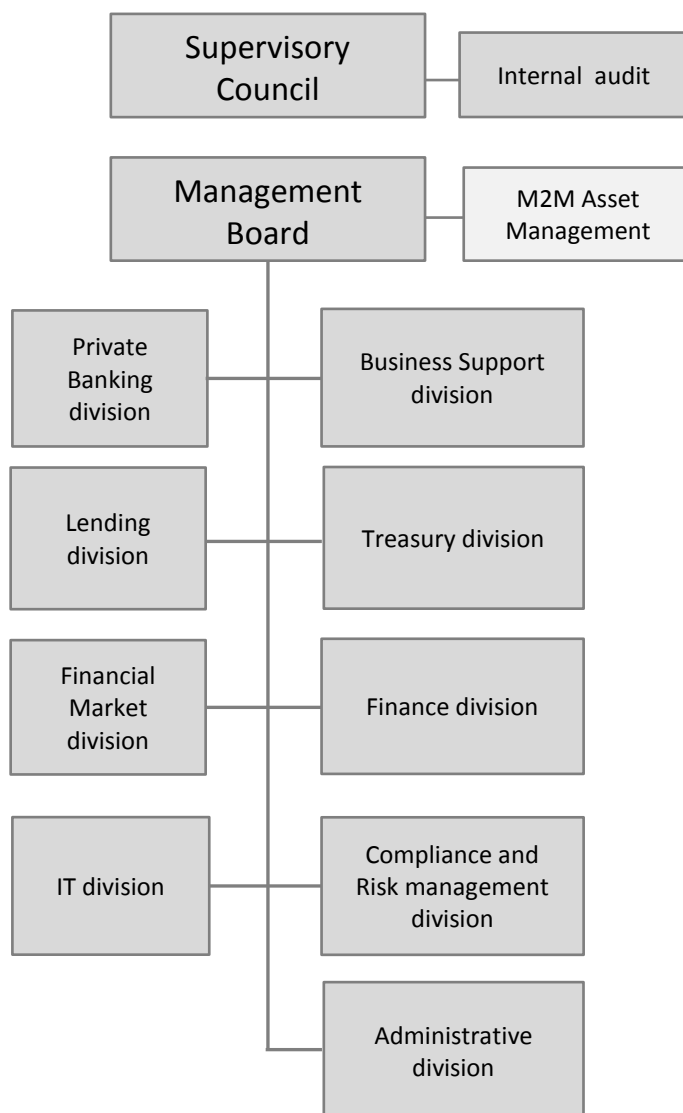 Supervisory
Council
Internal audit
Management
Board
M2M Asset
Management
Private
Banking
division
Business Support
division
Lending
division
Treasury division
Financial
Market
division
Finance division
IT division
Compliance and
Risk management
division
Administrative
division